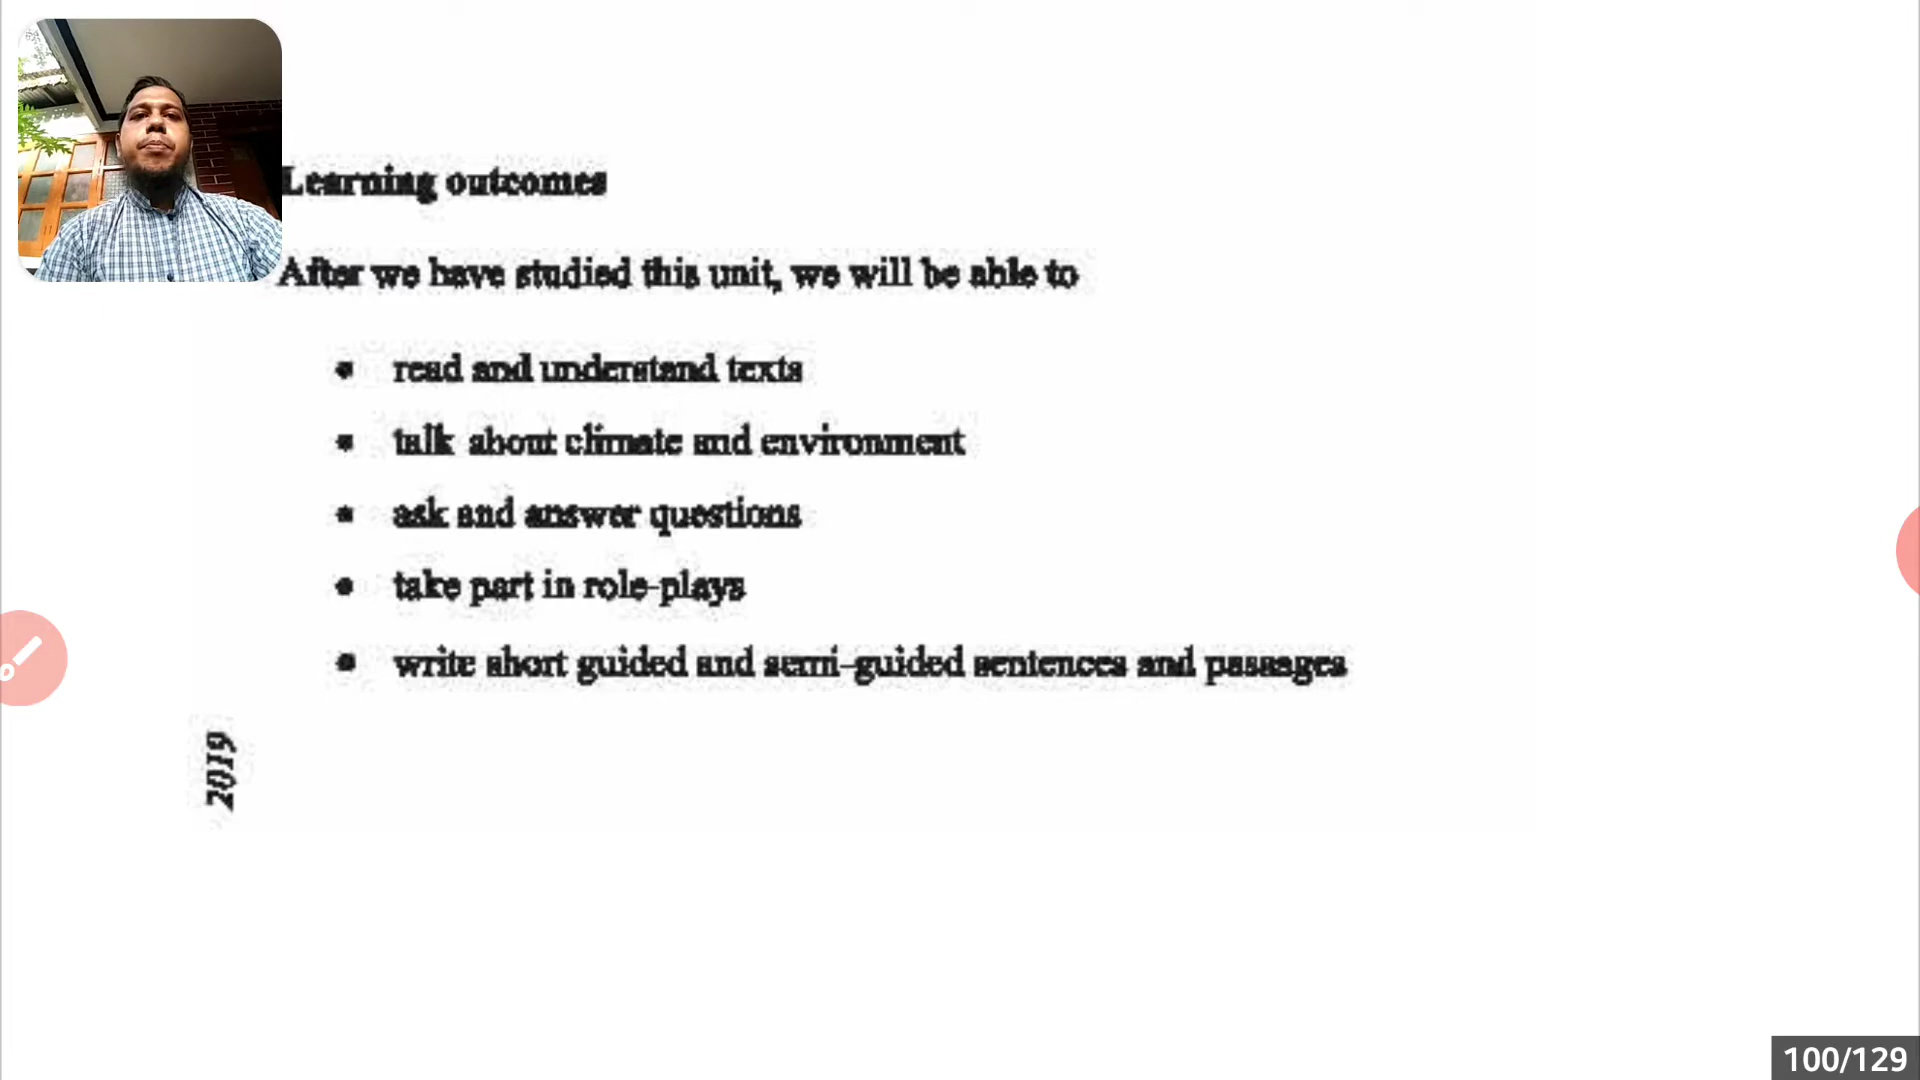 Learning outcomes
After we have studied this unit, we will be able to
• read and understand texts
• talk about climate and environment
• ask and answer questions
• take part in role-plays
• write short guided and semi-guided sentences and passages
2019
100/129